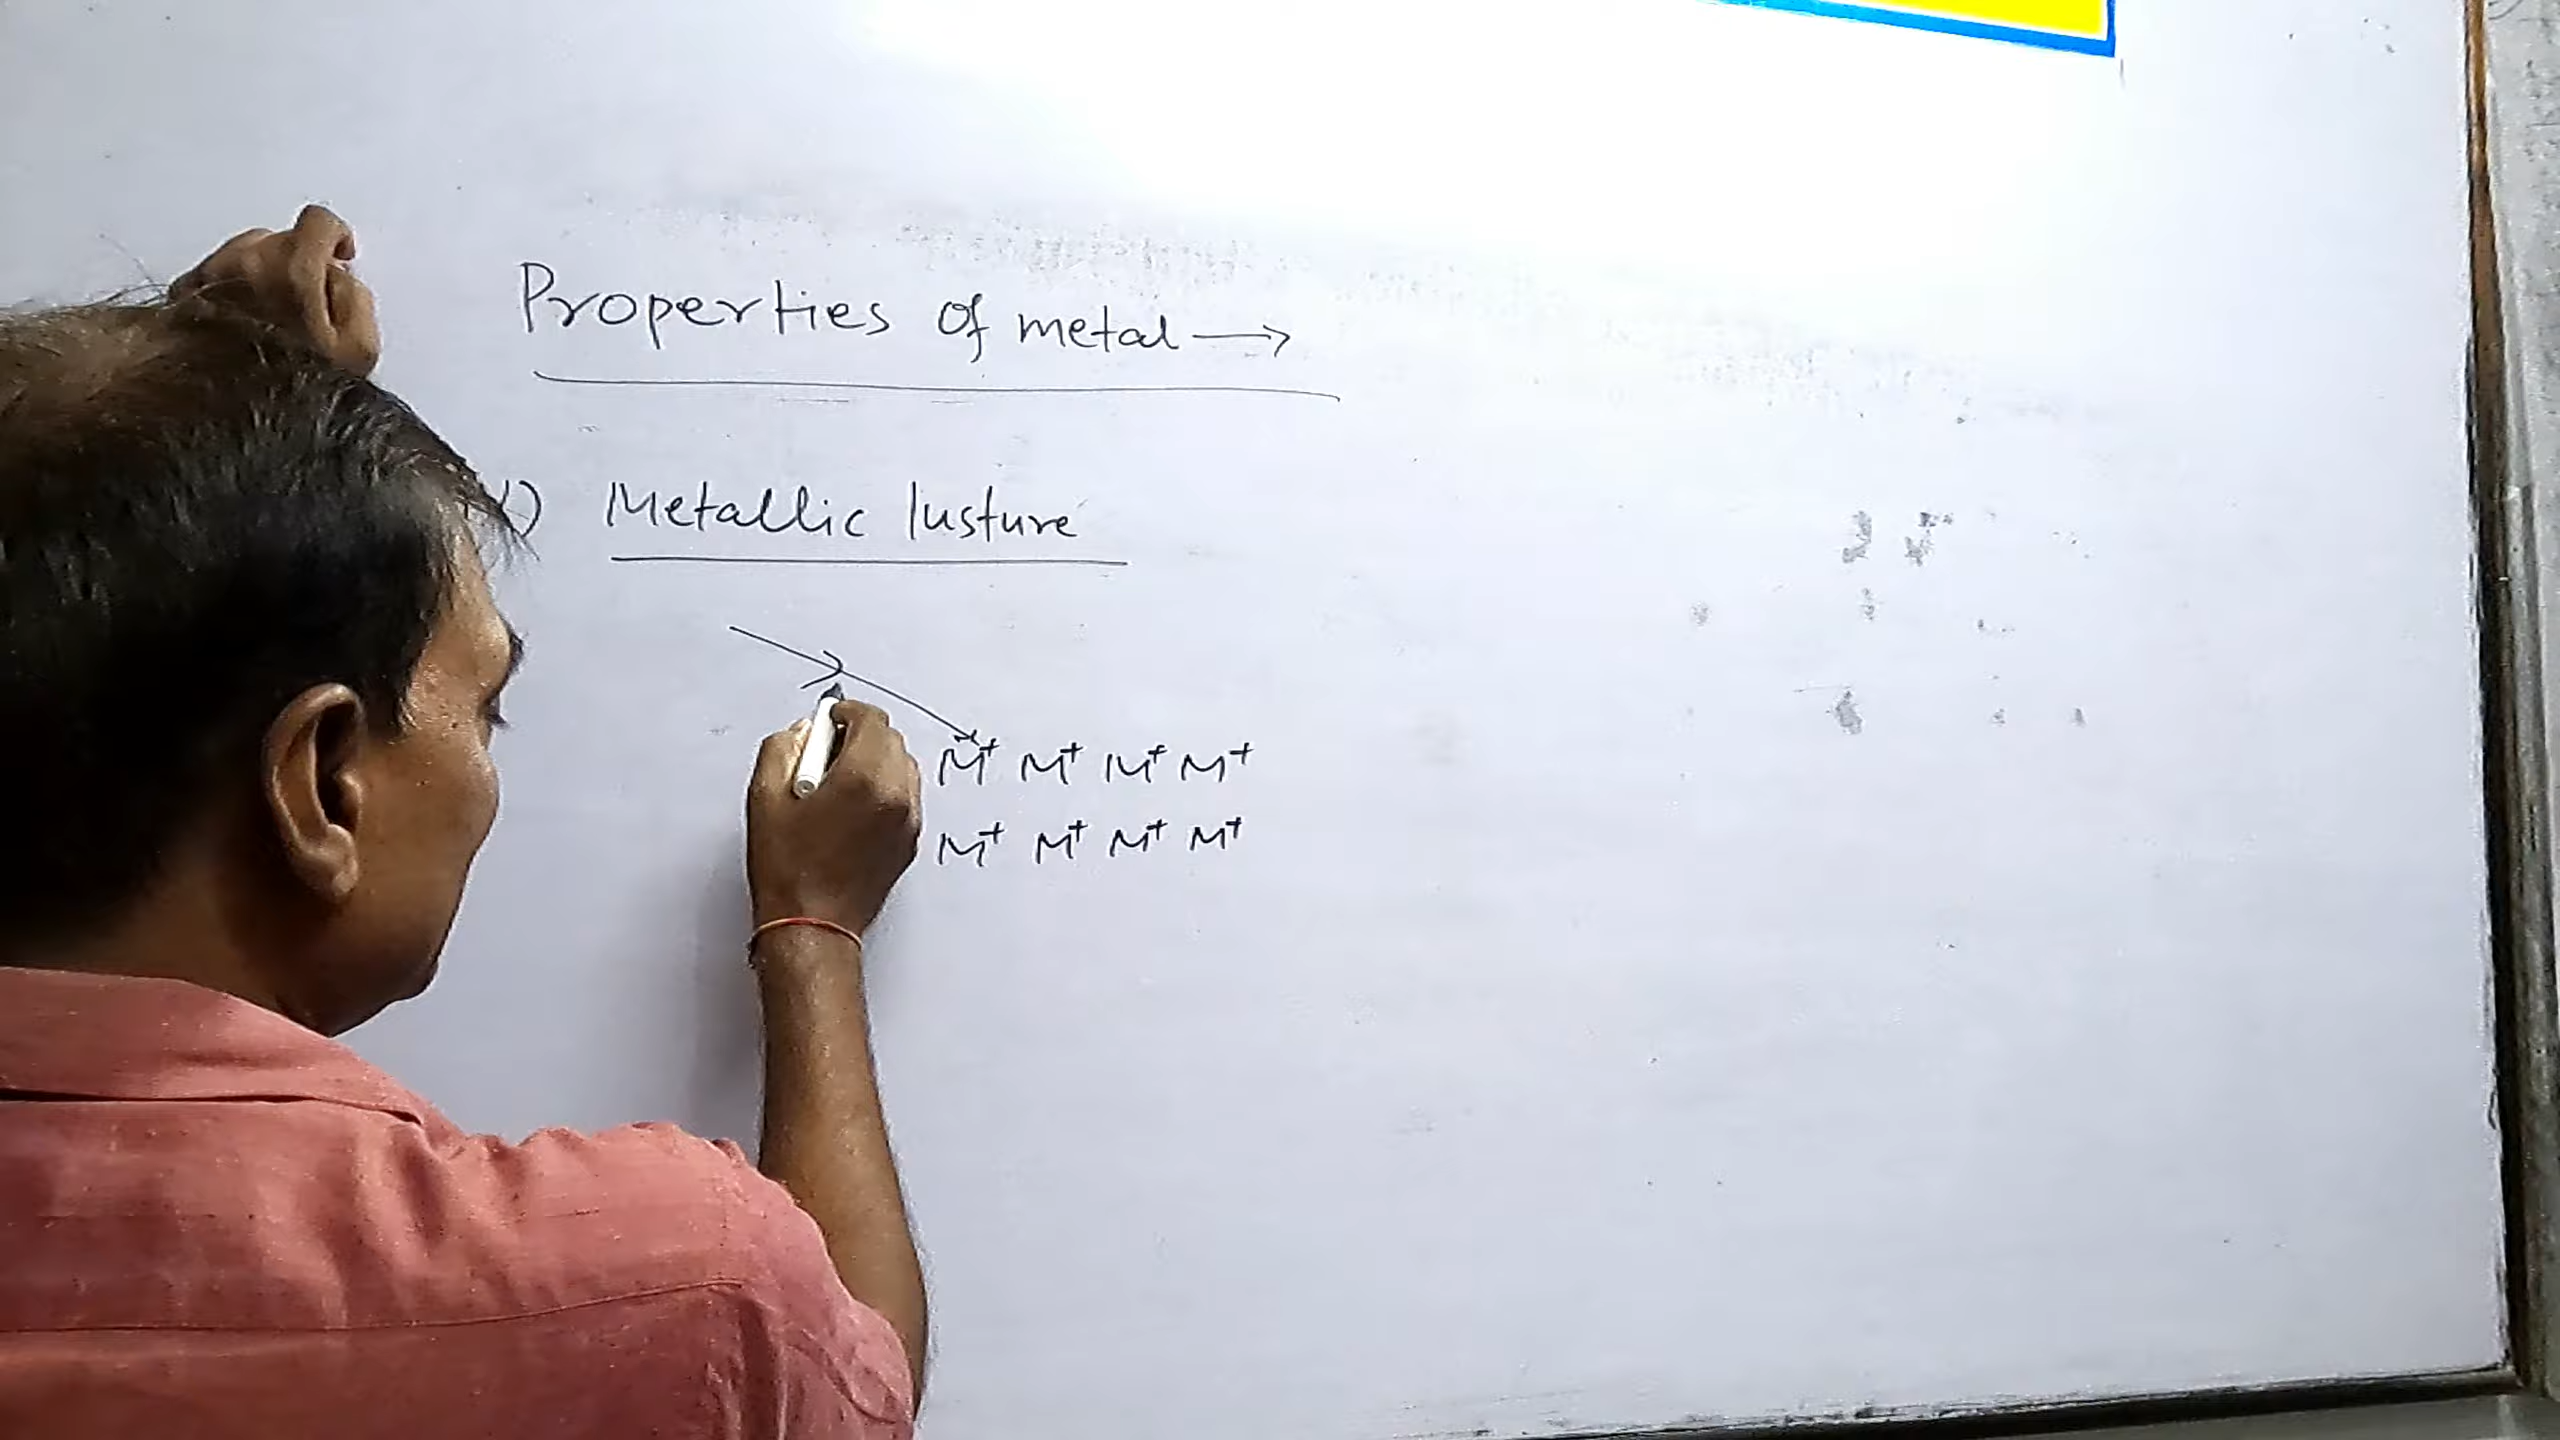 Properties of metal →
1) Metallic lusture
M⁺ M⁺ M⁺ M⁺
M⁺ M⁺ M⁺ M⁺